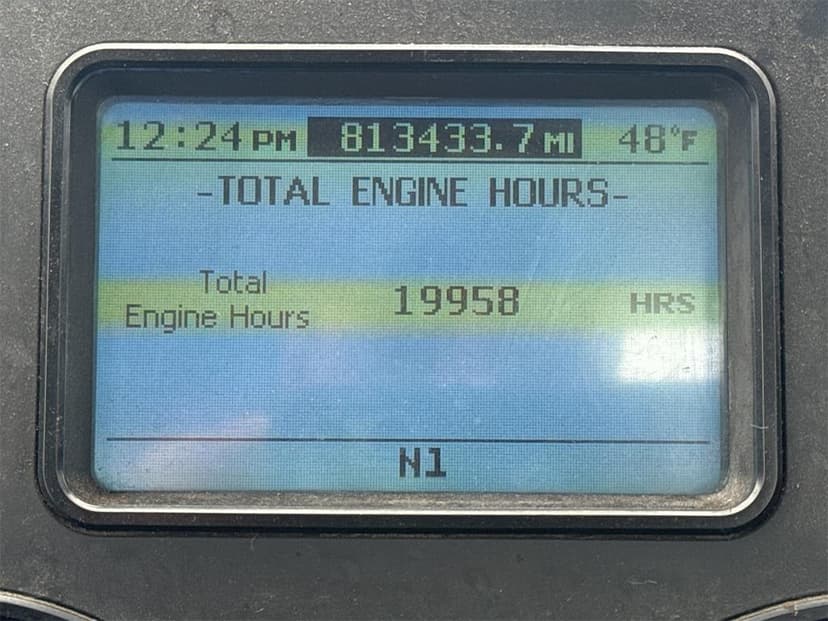 12:24 PM 813433.7 MI 48°F
-TOTAL ENGINE HOURS-
Total
Engine Hours 19958 HRS
N1